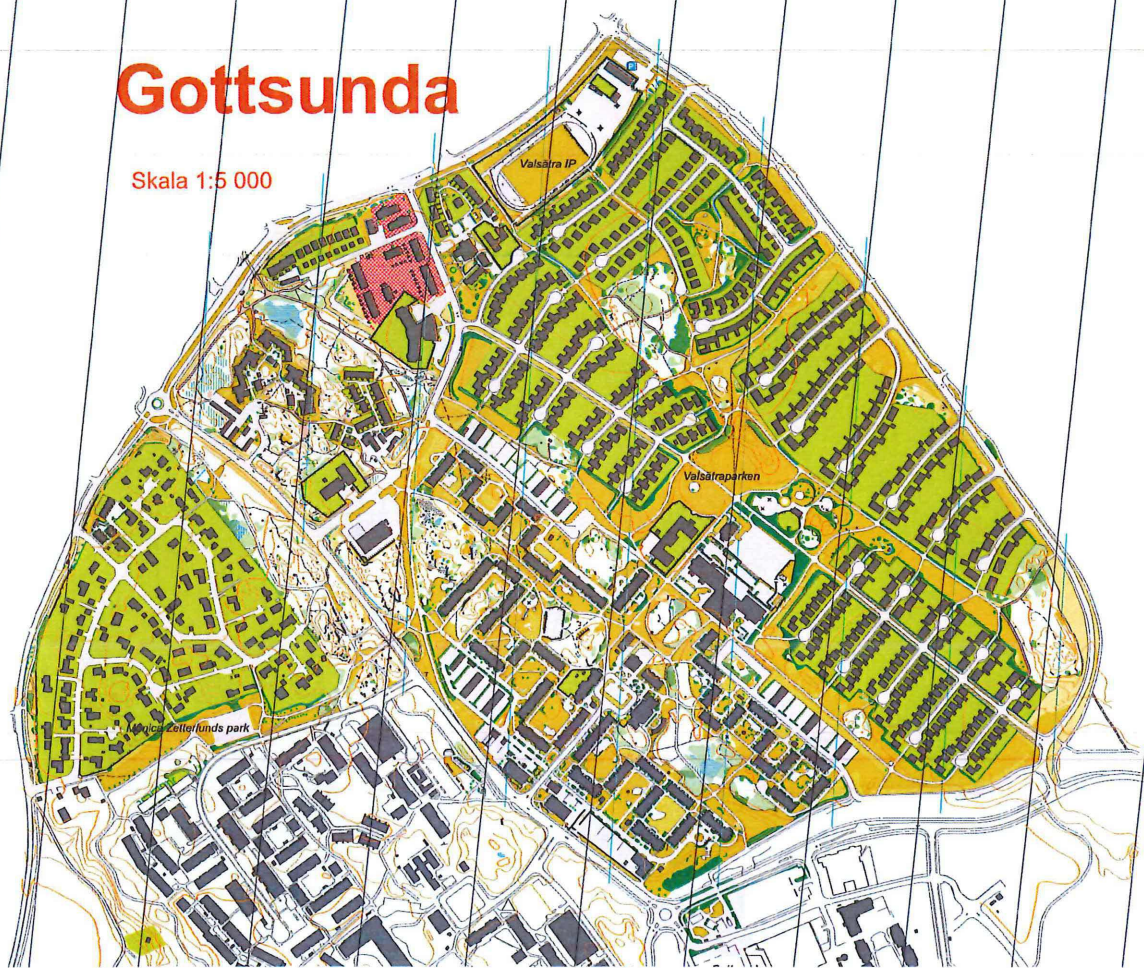 Gottsunda
Skala 1:5 000
P
Valsätra IP
Valsätraparken
Monica Zetterlunds park